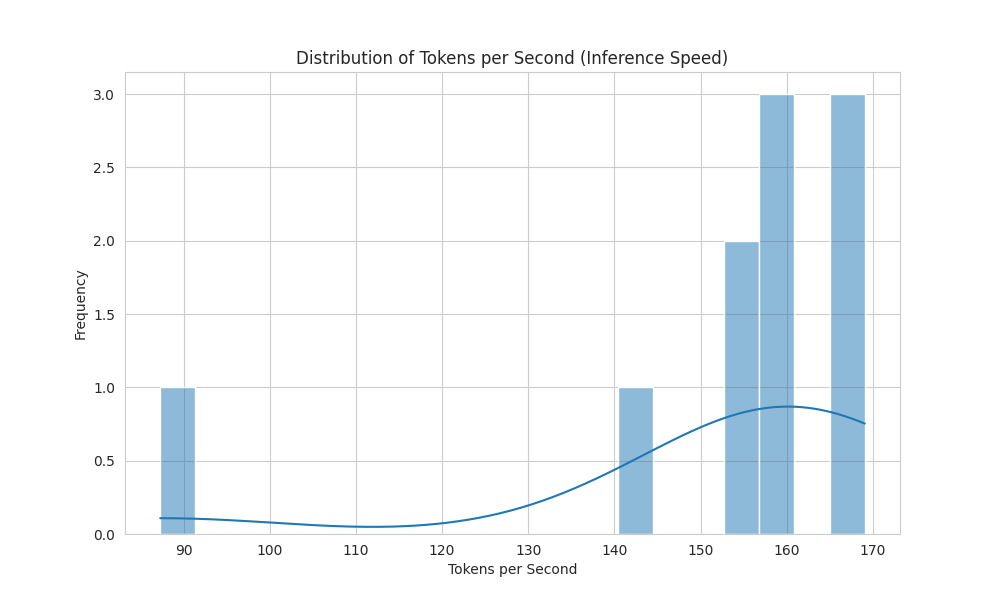 Distribution of Tokens per Second (Inference Speed)
Frequency
3.0
2.5
2.0
1.5
1.0
0.5
0.0
90 100 110 120 130 140 150 160 170
Tokens per Second